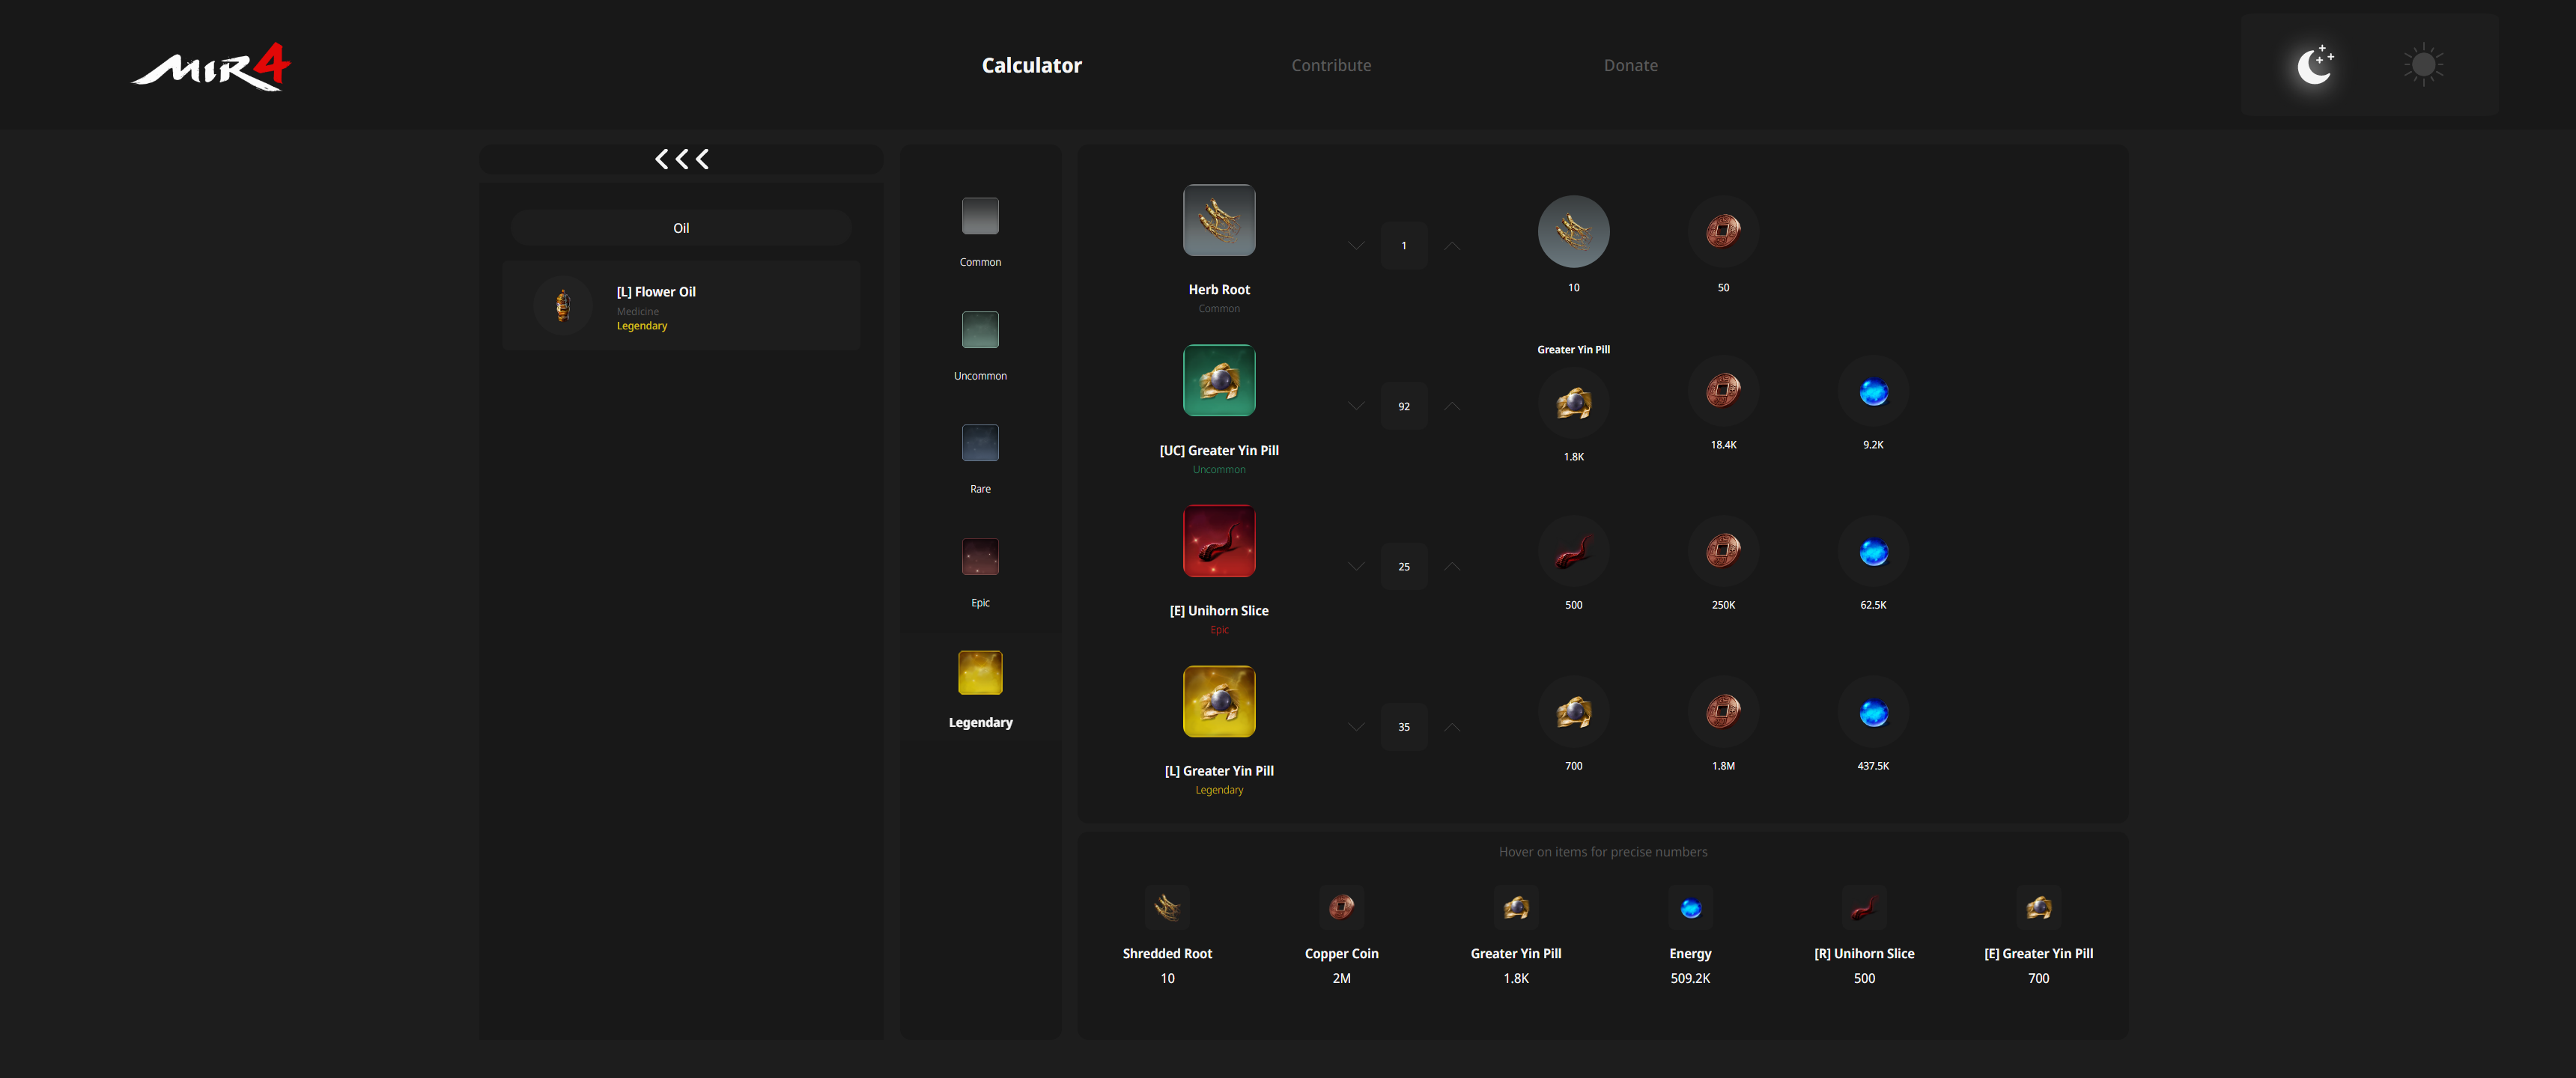 MIR4
Calculator
Contribute
Donate
Oil
[L] Flower Oil
Medicine
Legendary
Common
Uncommon
Rare
Epic
Legendary
Herb Root
Common
1
10
50
[UC] Greater Yin Pill
Uncommon
92
Greater Yin Pill
1.8K
18.4K
9.2K
[E] Unihorn Slice
Epic
25
500
250K
62.5K
[L] Greater Yin Pill
Legendary
35
700
1.8M
437.5K
Hover on items for precise numbers
Shredded Root
10
Copper Coin
2M
Greater Yin Pill
1.8K
Energy
509.2K
[R] Unihorn Slice
500
[E] Greater Yin Pill
700